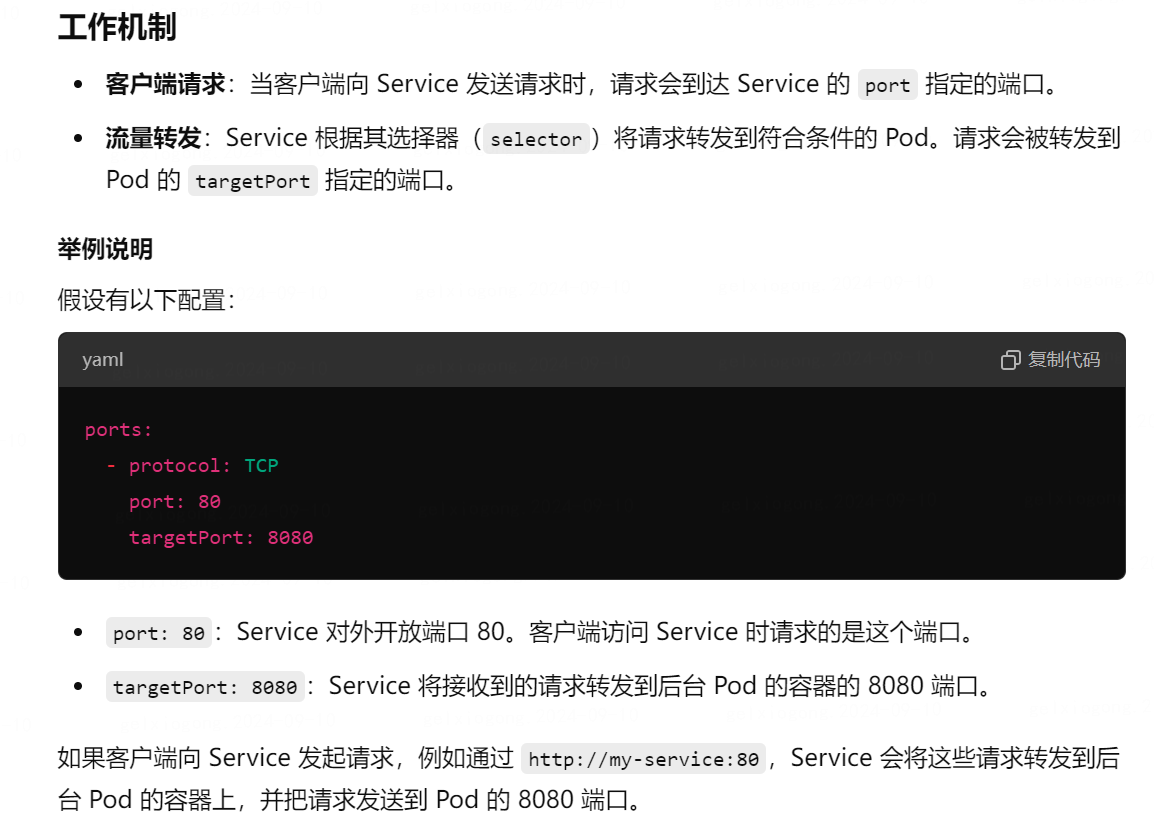 工作机制
• 客户端请求：当客户端向 Service 发送请求时，请求会到达 Service 的 port 指定的端口。
• 流量转发：Service 根据其选择器（selector）将请求转发到符合条件的 Pod。请求会被转发到
Pod 的 targetPort 指定的端口。
举例说明
假设有以下配置：
yaml 复制代码
ports:
  - protocol: TCP
    port: 80
    targetPort: 8080
• port: 80：Service 对外开放端口 80。客户端访问 Service 时请求的是这个端口。
• targetPort: 8080：Service 将接收到的请求转发到后台 Pod 的容器的 8080 端口。
如果客户端向 Service 发起请求，例如通过 http://my-service:80，Service 会将这些请求转发到后
台 Pod 的容器上，并把请求发送到 Pod 的 8080 端口。